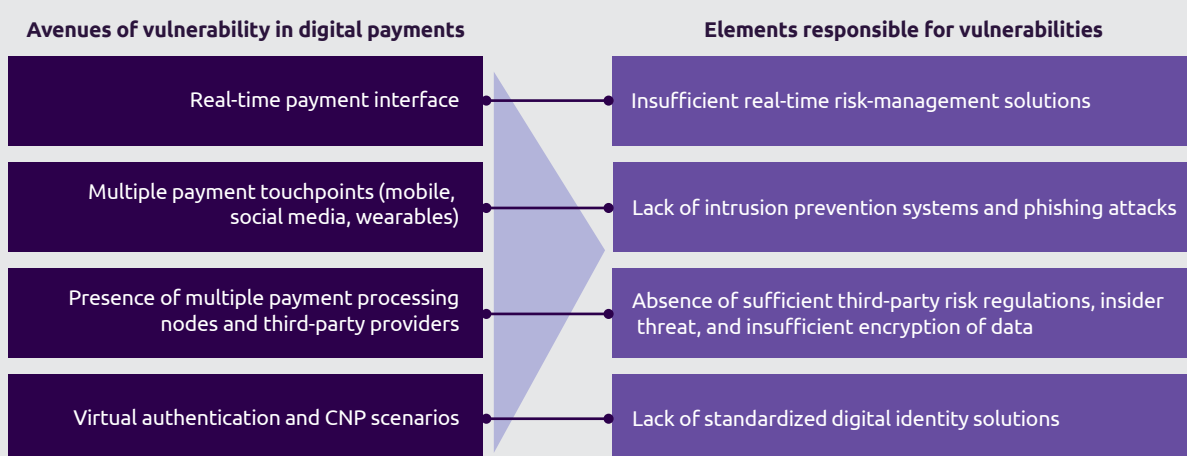 Avenues of vulnerability in digital payments
Elements responsible for vulnerabilities
Real-time payment interface
Insufficient real-time risk-management solutions
Multiple payment touchpoints (mobile,
social media, wearables)
Lack of intrusion prevention systems and phishing attacks
Presence of multiple payment processing
nodes and third-party providers
Absence of sufficient third-party risk regulations, insider
threat, and insufficient encryption of data
Virtual authentication and CNP scenarios
Lack of standardized digital identity solutions